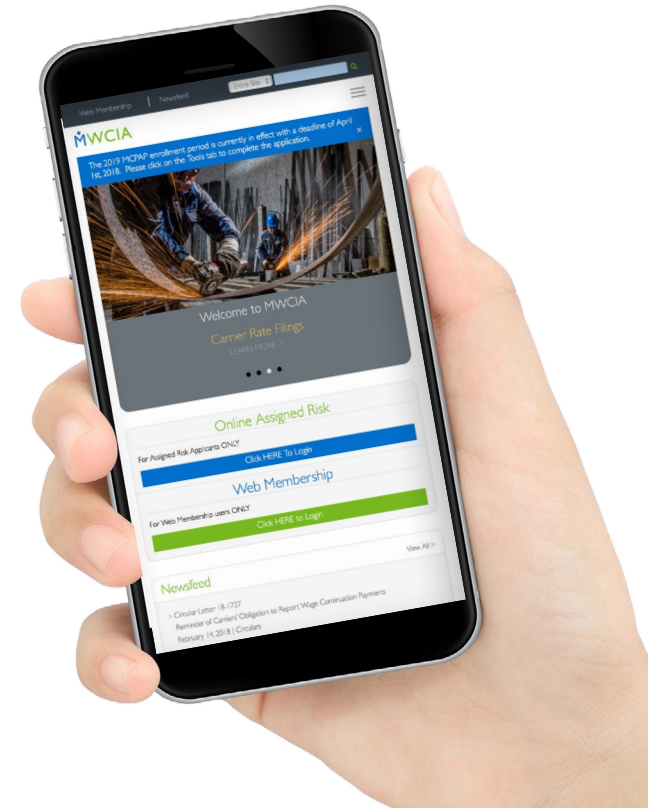 Web Membership | Newsfeed Entire Site
MWCIA
The 2019 MCPAP enrollment period is currently in effect with a deadline of April
1st, 2018. Please click on the Tools tab to complete the application. ×
Welcome to MWCIA
Carrier Rate Filings
LEARN MORE >
Online Assigned Risk
For Assigned Risk Applicants ONLY
Click HERE To Login
Web Membership
For Web Membership users ONLY
Click HERE to Login
Newsfeed
View All >
> Circular Letter 18-1727
Reminder of Carriers' Obligation to Report Wage Continuation Payments
February 14, 2018 | Circulars